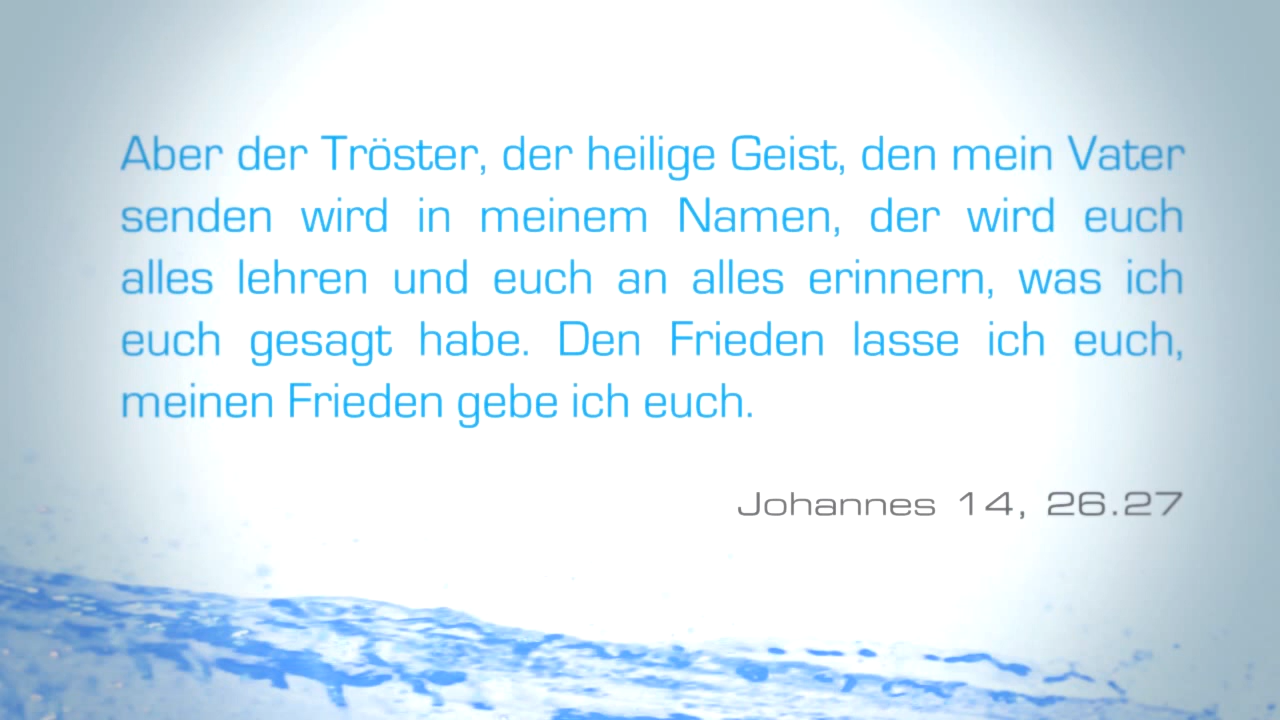 Aber der Tröster, der heilige Geist, den mein Vater
senden wird in meinem Namen, der wird euch
alles lehren und euch an alles erinnern, was ich
euch gesagt habe. Den Frieden lasse ich euch,
meinen Frieden gebe ich euch.
Johannes 14, 26.27